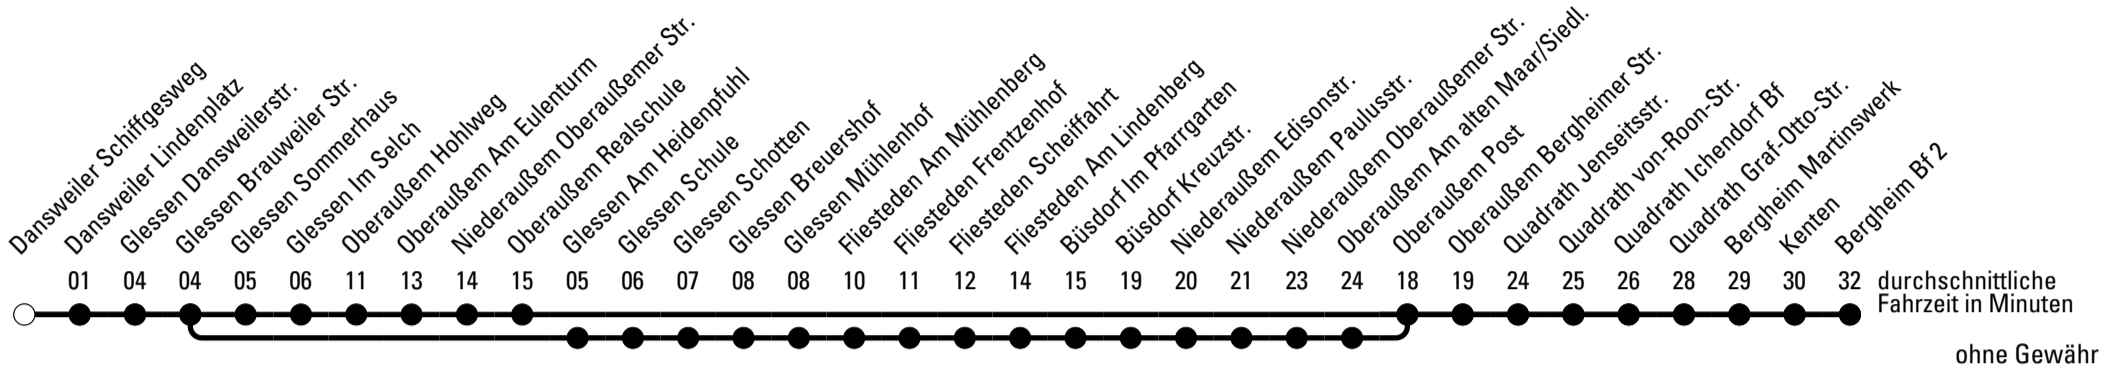 Dansweiler Schiffgesweg
Dansweiler Lindenplatz
Glessen Dansweilerstr.
Glessen Brauweiler Str.
Glessen Sommerhaus
Glessen Im Selch
Oberaußem Hohlweg
Oberaußem Am Eulenturm
Niederaußem Oberaußemer Str.
Oberaußem Realschule
Glessen Am Heidenpfuhl
Glessen Schule
Glessen Schotten
Glessen Breuershof
Glessen Mühlenhof
Fliesteden Am Mühlenberg
Fliesteden Frentzenhof
Fliesteden Scheiffahrt
Fliesteden Am Lindenberg
Büsdorf Im Pfarrgarten
Büsdorf Kreuzstr.
Niederaußem Edisonstr.
Niederaußem Paulusstr.
Niederaußem Oberaußemer Str.
Oberaußem Am alten Maar/Siedl.
Oberaußem Post
Oberaußem Bergheimer Str.
Quadrath Jenseitsstr.
Quadrath von-Roon-Str.
Quadrath Ichendorf Bf
Quadrath Graf-Otto-Str.
Bergheim Martinswerk
Kenten
Bergheim Bf 2
01 04 04 05 06 11 13 14 15 05 06 07 08 08 10 11 12 14 15 19 20 21 23 24 18 19 24 25 26 28 29 30 32 durchschnittliche
Fahrzeit in Minuten
ohne Gewähr